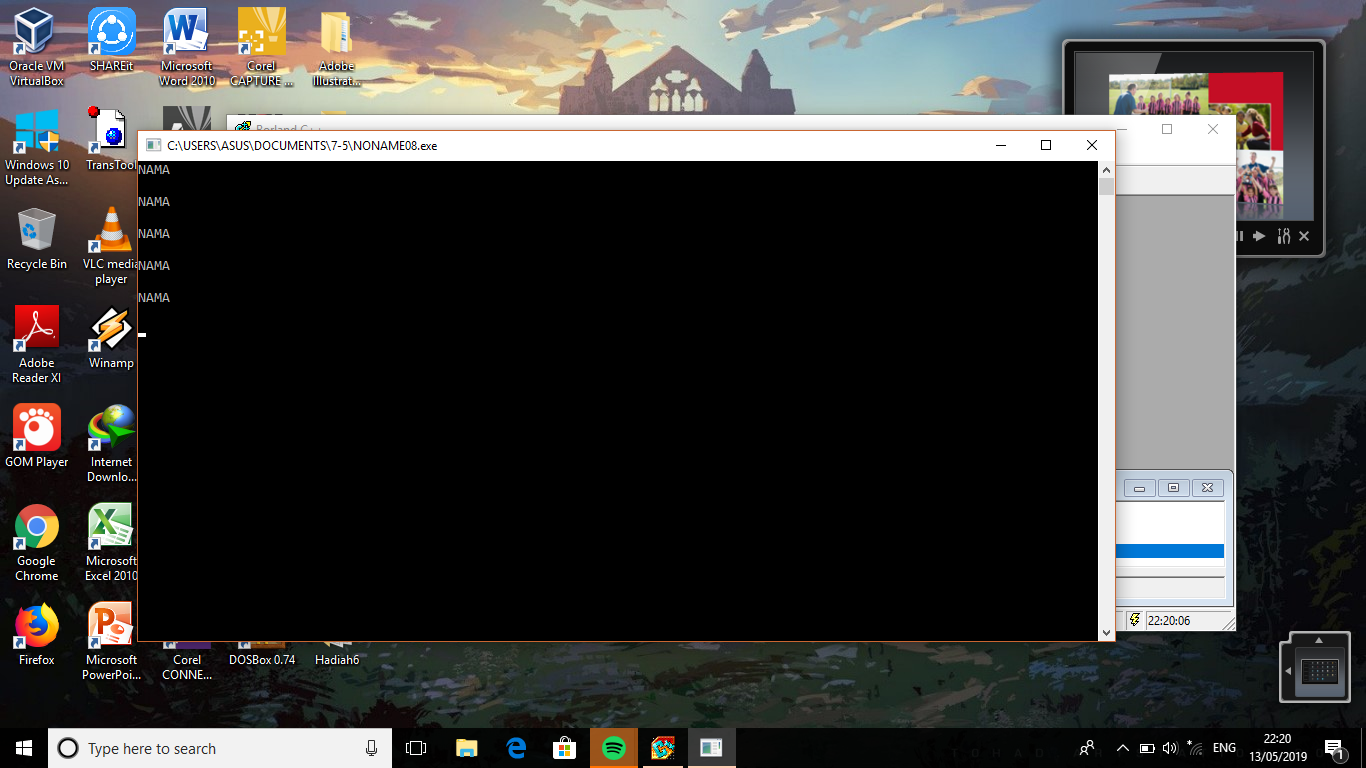 Oracle VM
VirtualBox
SHAREit
Microsoft
Word 2010
Corel
CAPTURE ...
Adobe
Illustrat...
Windows 10
Update As...
TransTool
Borland C++
C:\USERS\ASUS\DOCUMENTS\7-5\NONAME08.exe
NAMA
NAMA
NAMA
NAMA
NAMA
Recycle Bin
VLC media
player
Adobe
Reader XI
Winamp
GOM Player
Internet
Downlo...
Google
Chrome
Microsoft
Excel 2010
Firefox
Microsoft
PowerPoi...
Corel
CONNE...
DOSBox 0.74
Hadiah6
22:20:06
Type here to search
ENG
22:20
13/05/2019
1